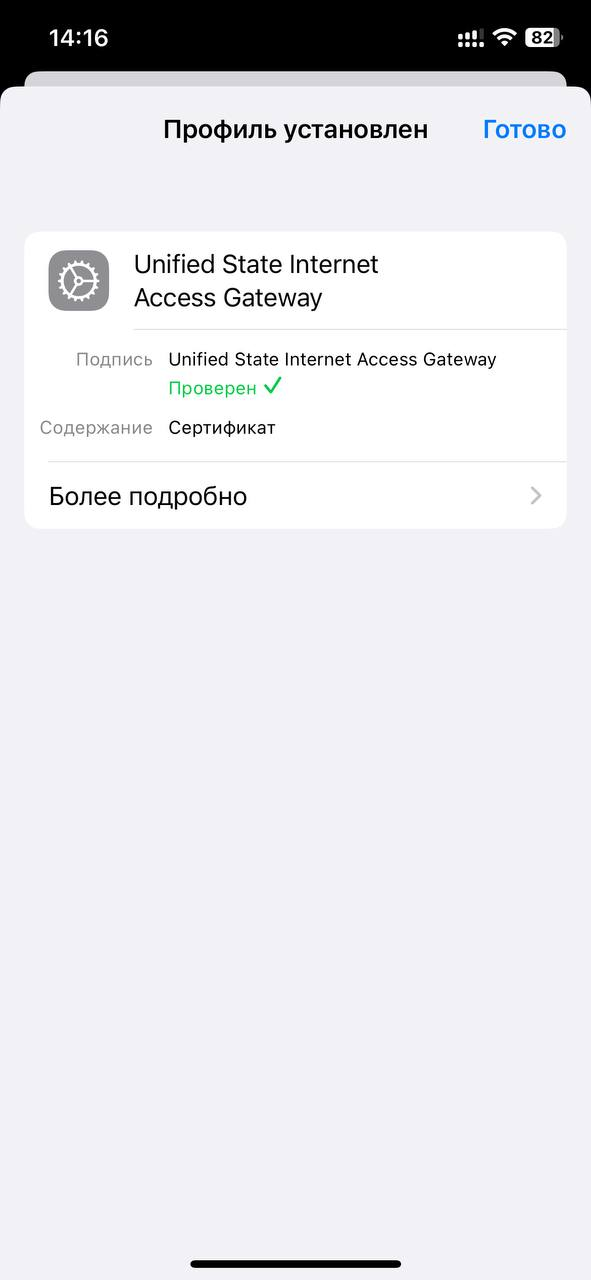 14:16
82
Профиль установлен
Готово
Unified State Internet
Access Gateway
Подпись
Unified State Internet Access Gateway
Проверен
Содержание
Сертификат
Более подробно